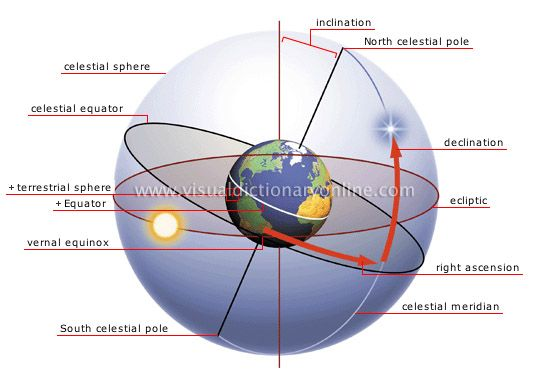 inclination
North celestial pole
celestial sphere
celestial equator
declination
+ terrestrial sphere
www.visualdictionaryonline.com
+ Equator
ecliptic
vernal equinox
right ascension
celestial meridian
South celestial pole